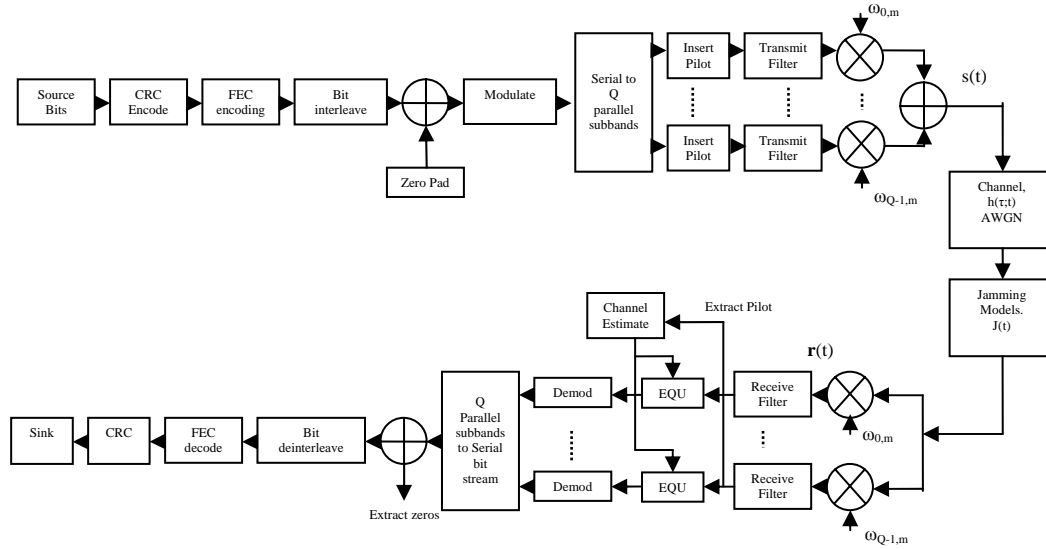 Source
Bits
CRC
Encode
FEC
encoding
Bit
interleave
Zero Pad
Modulate
Serial to
Q
parallel
subbands
Insert
Pilot
Transmit
Filter
ω0,m
Insert
Pilot
Transmit
Filter
ωQ-1,m
s(t)
Channel,
h(τ;t)
AWGN
Jamming
Models.
J(t)
Channel
Estimate
Extract Pilot
r(t)
Sink
CRC
FEC
decode
Bit
deinterleave
Extract zeros
Q
Parallel
subbands
to Serial
bit
stream
Demod
EQU
Receive
Filter
ω0,m
Demod
EQU
Receive
Filter
ωQ-1,m